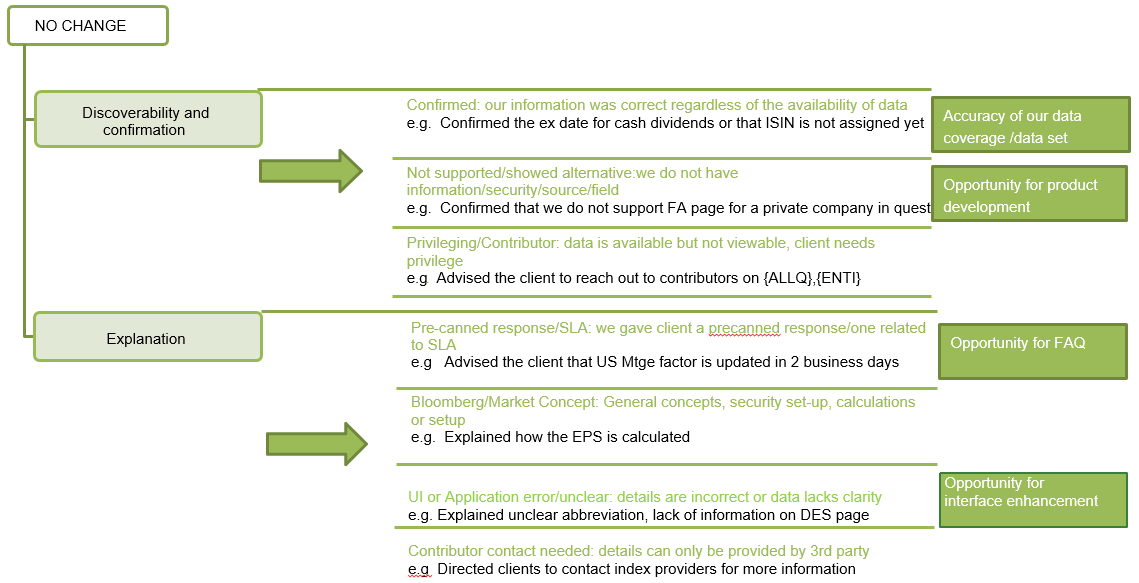 NO CHANGE
Discoverability and
confirmation
Confirmed: our information was correct regardless of the availability of data
e.g.  Confirmed the ex date for cash dividends or that ISIN is not assigned yet
Accuracy of our data
coverage /data set
Not supported/showed alternative:we do not have
information/security/source/field
e.g.  Confirmed that we do not support FA page for a private company in quest
Opportunity for product
development
Privileging/Contributor: data is available but not viewable, client needs
privilege
e.g  Advised the client to reach out to contributors on {ALLQ},{ENTI}
Explanation
Pre-canned response/SLA: we gave client a precanned response/one related
to SLA
e.g   Advised the client that US Mtge factor is updated in 2 business days
Opportunity for FAQ
Bloomberg/Market Concept: General concepts, security set-up, calculations
or setup
e.g.  Explained how the EPS is calculated
UI or Application error/unclear: details are incorrect or data lacks clarity
e.g. Explained unclear abbreviation, lack of information on DES page
Opportunity for
interface enhancement
Contributor contact needed: details can only be provided by 3rd party
e.g. Directed clients to contact index providers for more information